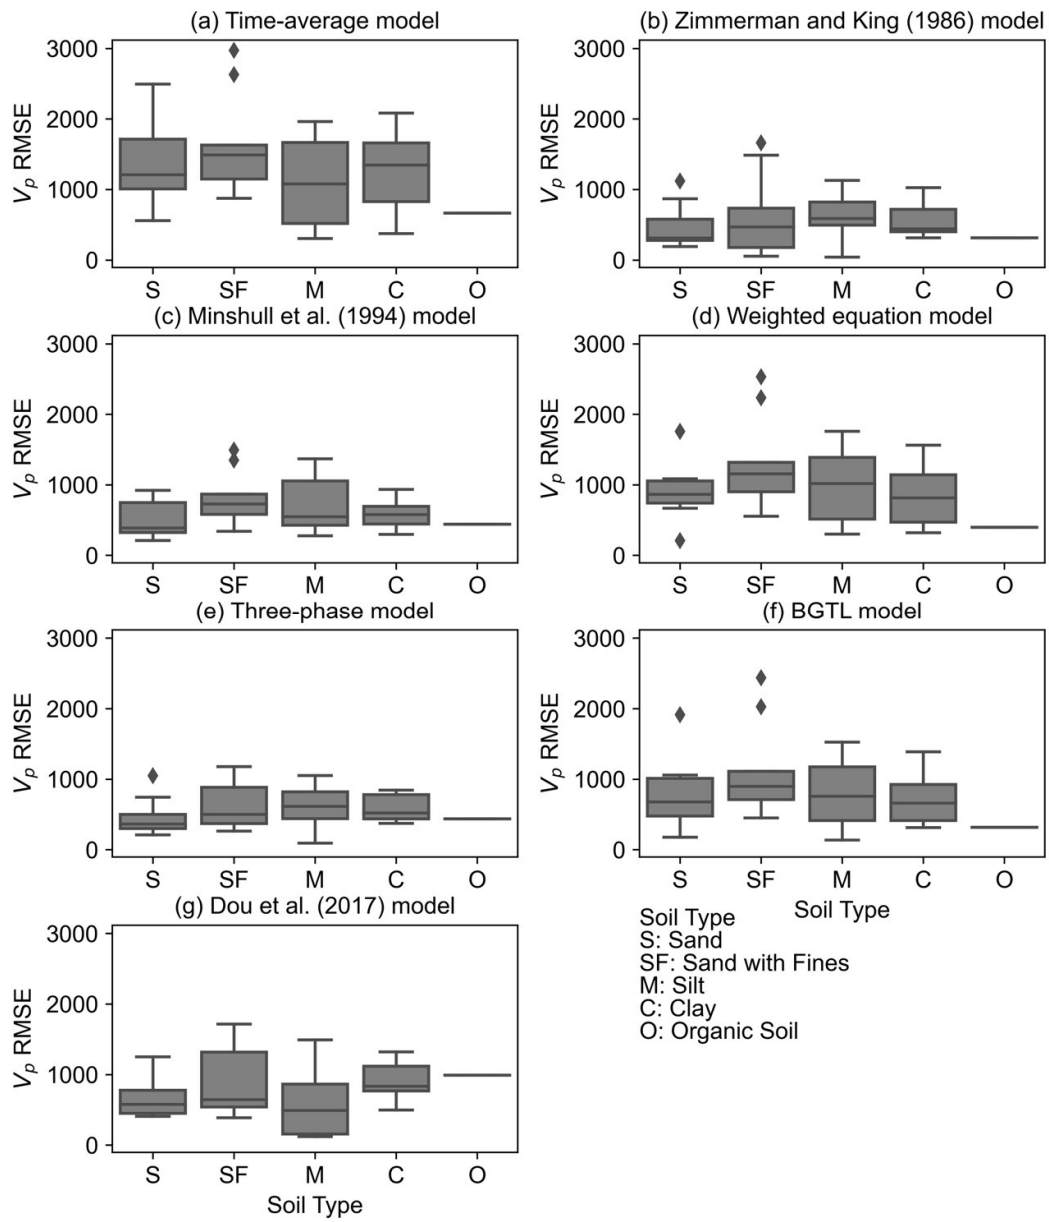 (a) Time-average model
3000
2000
1000
0
Vp RMSE
S SF M C O
(b) Zimmerman and King (1986) model
3000
2000
1000
0
Vp RMSE
S SF M C O
(c) Minshull et al. (1994) model
3000
2000
1000
0
Vp RMSE
S SF M C O
(d) Weighted equation model
3000
2000
1000
0
Vp RMSE
S SF M C O
(e) Three-phase model
3000
2000
1000
0
Vp RMSE
S SF M C O
(f) BGTL model
3000
2000
1000
0
Vp RMSE
S SF M C O
Soil Type
(g) Dou et al. (2017) model
3000
2000
1000
0
Vp RMSE
S SF M C O
Soil Type
Soil Type
S: Sand
SF: Sand with Fines
M: Silt
C: Clay
O: Organic Soil